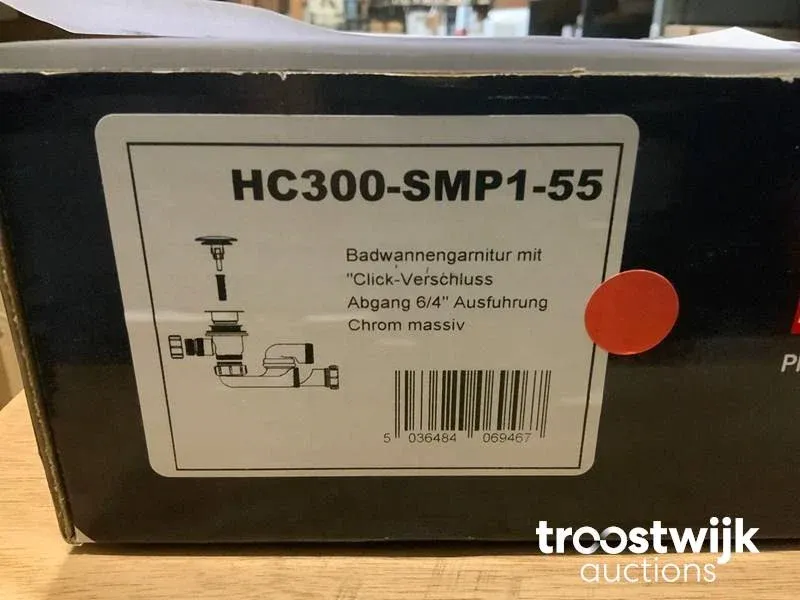 HC300-SMP1-55
Badwannengarnitur mit
"Click-Verschluss
Abgang 6/4" Ausfuhrung
Chrom massiv
5 036484 069467
troostwijk
auctions